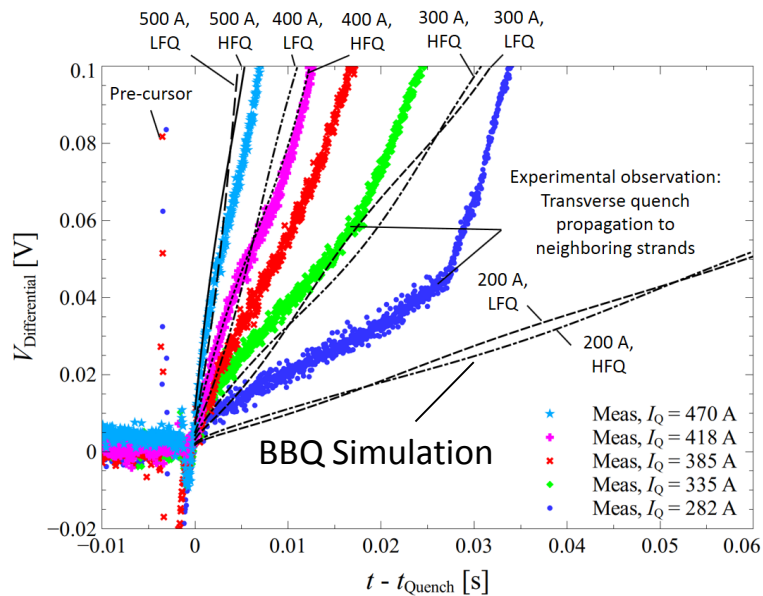 500 A,
LFQ
500 A,
HFQ
400 A,
LFQ
400 A,
HFQ
300 A,
HFQ
300 A,
LFQ
0.1
0.08
0.06
0.04
0.02
0
−0.02
V Differential [V]
Pre-cursor
Experimental observation:
Transverse quench
propagation to
neighboring strands
200 A,
LFQ
200 A,
HFQ
BBQ Simulation
Meas, IQ = 470 A
Meas, IQ = 418 A
Meas, IQ = 385 A
Meas, IQ = 335 A
Meas, IQ = 282 A
−0.01
0
0.01
0.02
0.03
0.04
0.05
0.06
t - tQuench [s]